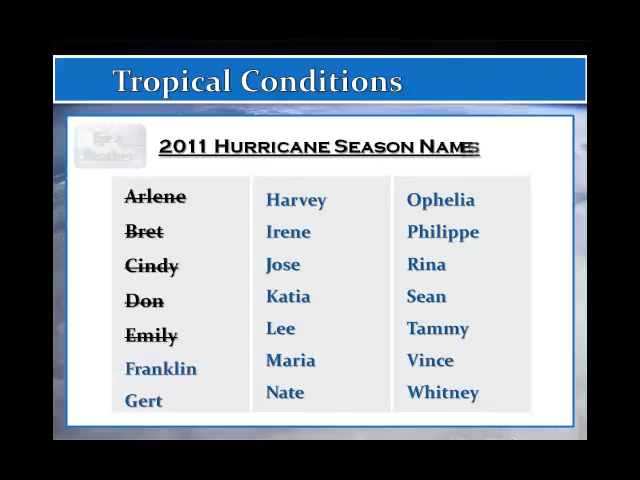 Tropical Conditions
2011 Hurricane Season Names
Arlene
Bret
Cindy
Don
Emily
Franklin
Gert
Harvey
Irene
Jose
Katia
Lee
Maria
Nate
Ophelia
Philippe
Rina
Sean
Tammy
Vince
Whitney